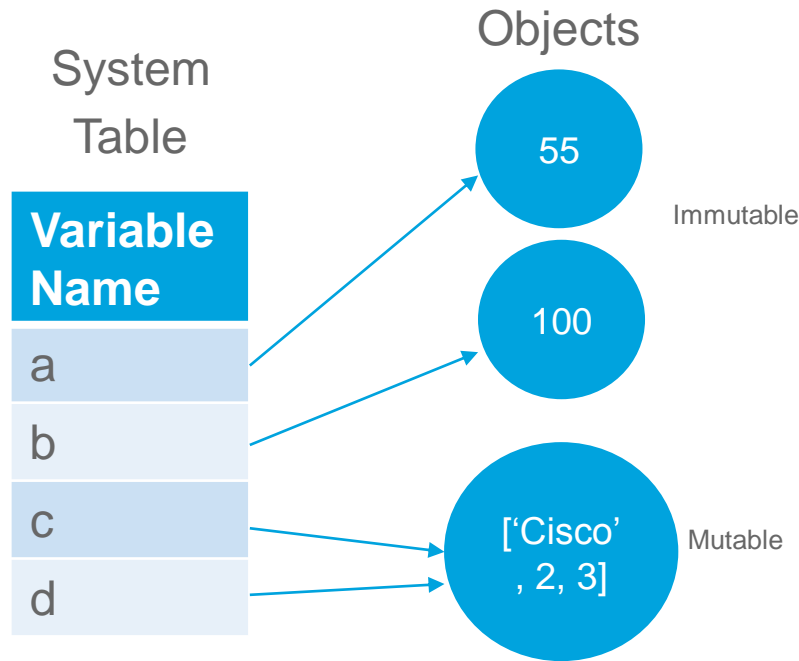 System
Table
Variable
Name
a
b
c
d
Objects
55
Immutable
100
[‘Cisco’
, 2, 3]
Mutable